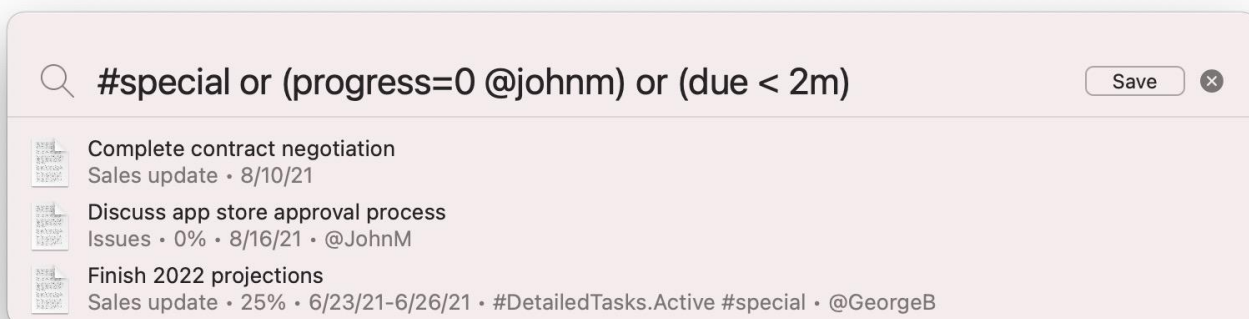 #special or (progress=0 @johnm) or (due < 2m) Save
Complete contract negotiation
Sales update • 8/10/21
Discuss app store approval process
Issues • 0% • 8/16/21 • @JohnM
Finish 2022 projections
Sales update • 25% • 6/23/21-6/26/21 • #DetailedTasks.Active #special • @GeorgeB